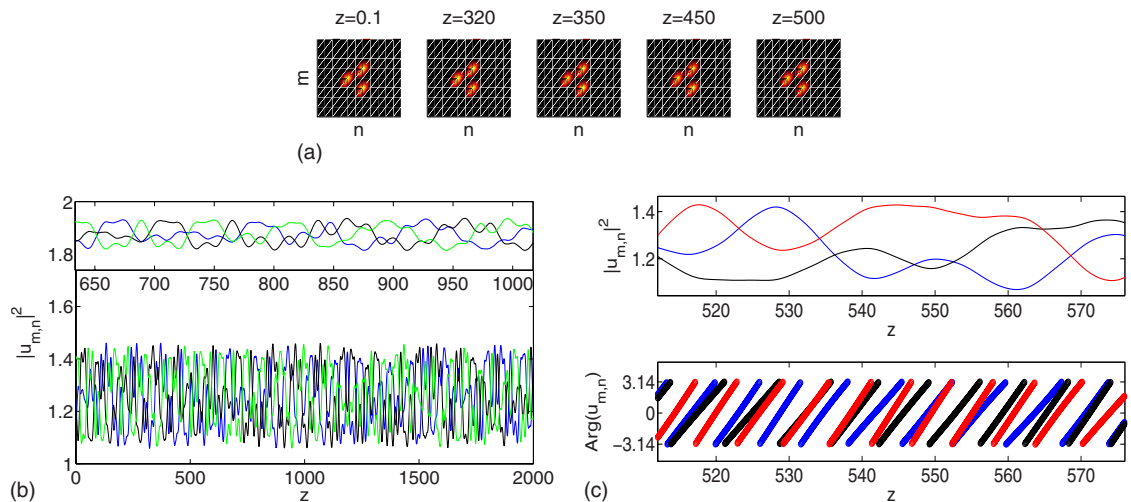 z=0.1 z=320 z=350 z=450 z=500
m
n n n n n
(a)
2
1.8
650 700 750 800 850 900 950 1000
1.6
|u_{m,n}|^2
1.4
1.2
1
0 500 1000 1500 2000
z
(b)
|u_{m,n}|^2
1.4
1.2
520 530 540 550 560 570
z
Arg(u_{m,n})
3.14
0
−3.14
520 530 540 550 560 570
z
(c)